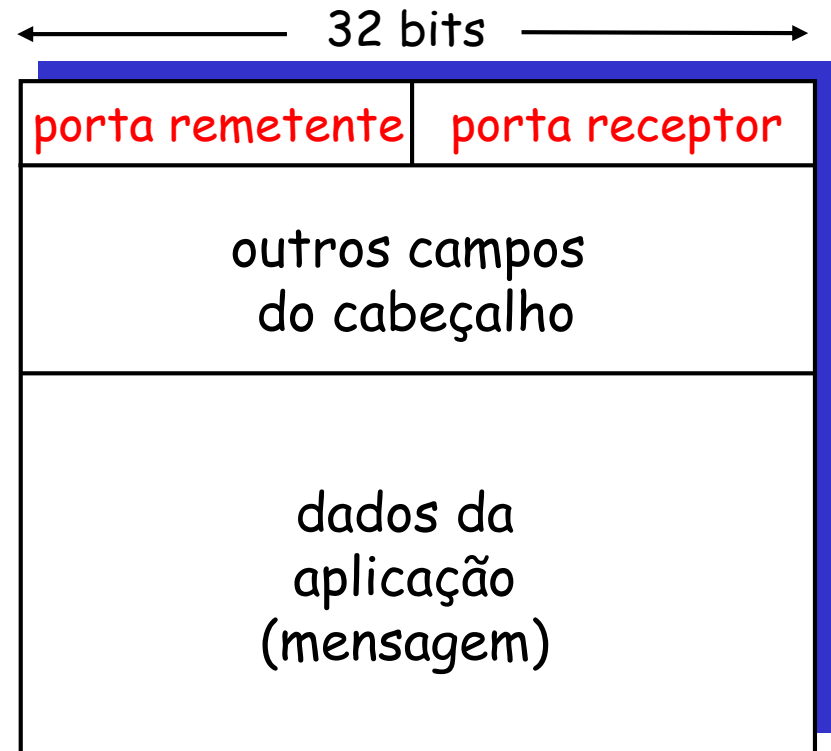 32 bits
porta remetente porta receptor
outros campos
do cabeçalho
dados da
aplicação
(mensagem)